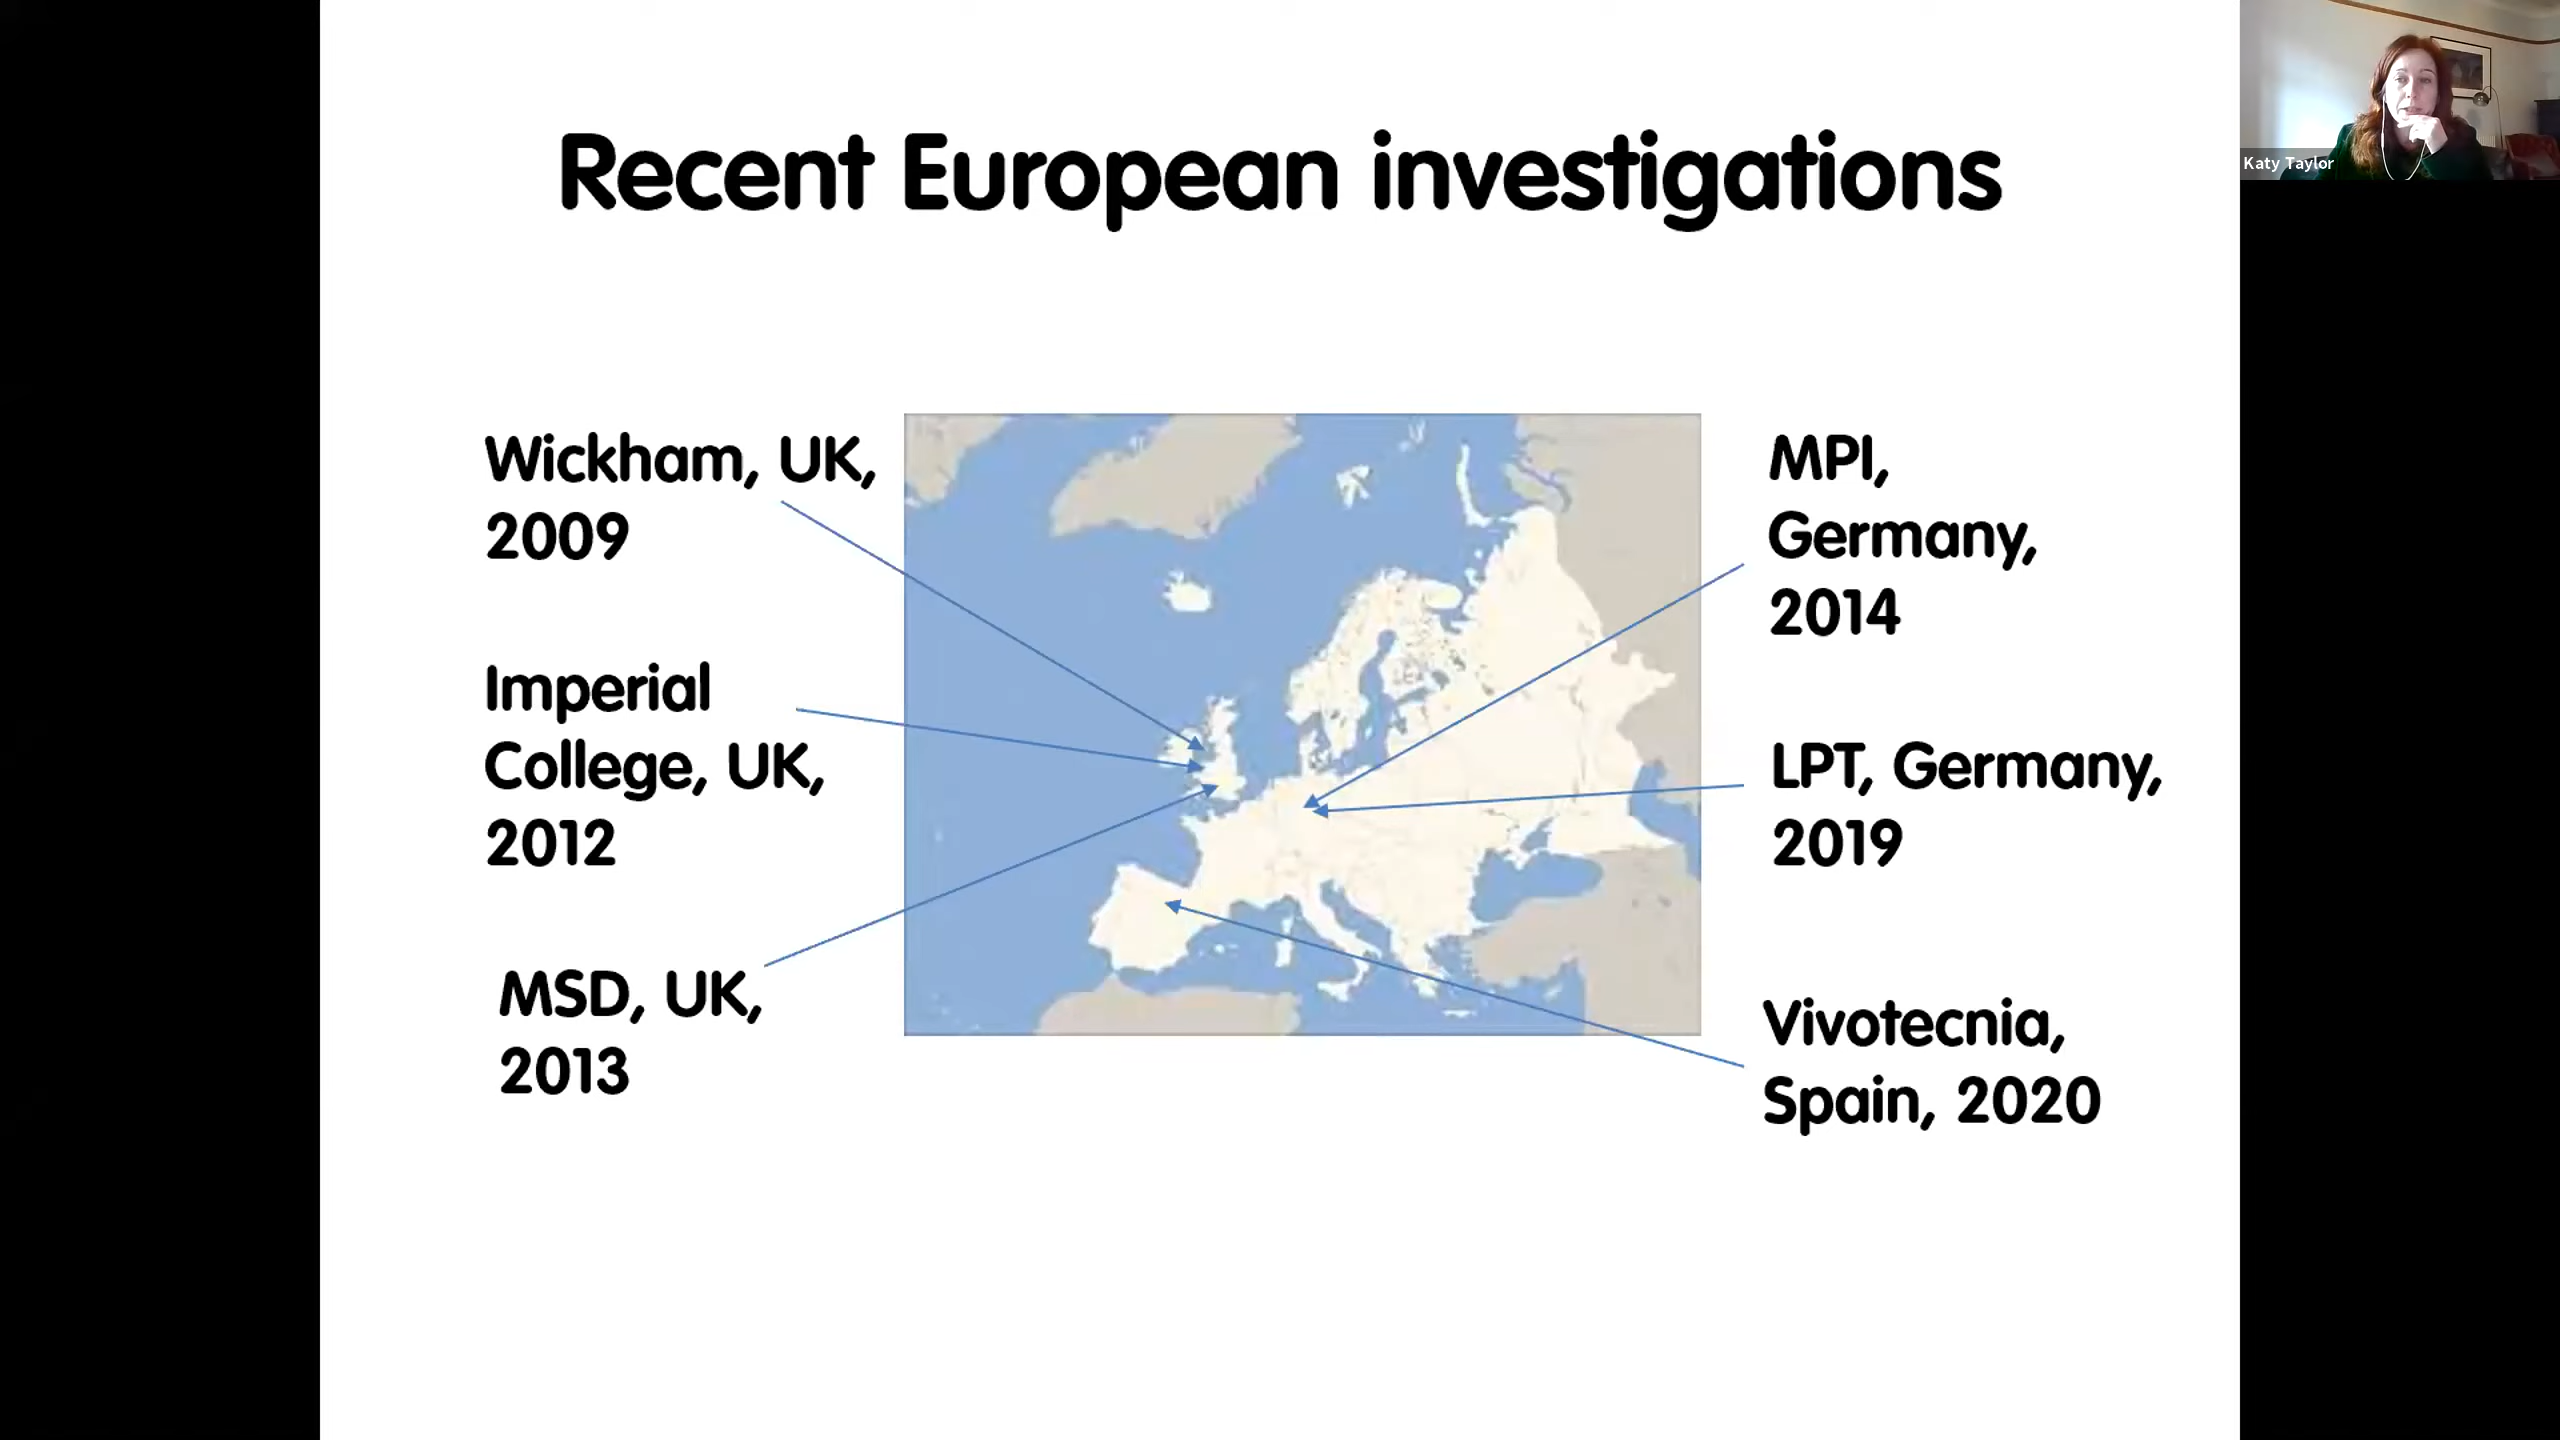 Recent European investigations
Wickham, UK,
2009
Imperial
College, UK,
2012
MSD, UK,
2013
MPI,
Germany,
2014
LPT, Germany,
2019
Vivotecnia,
Spain, 2020
Katy Taylor